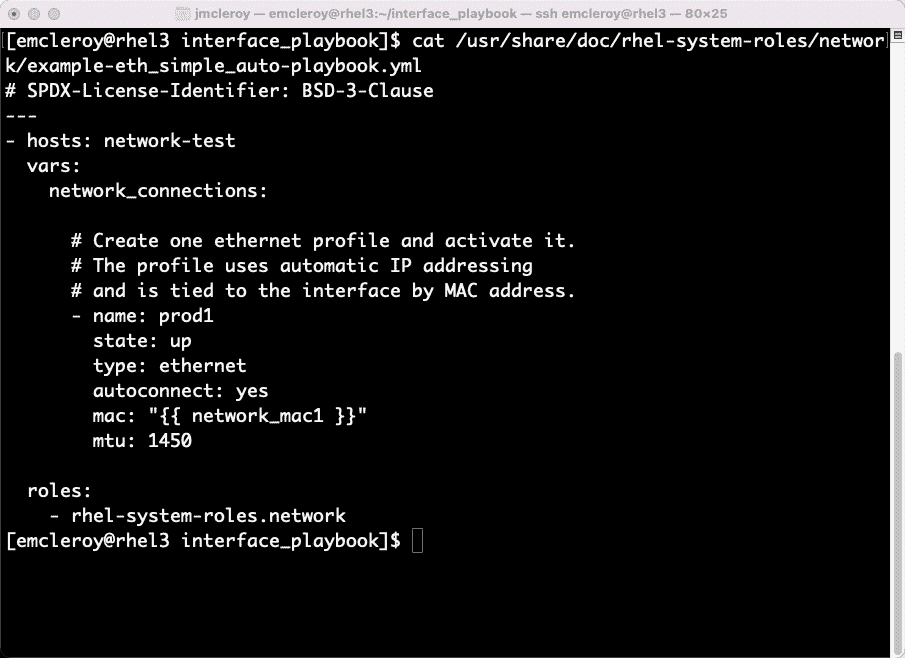 jmcleroy — emcleroy@rhel3:~/interface_playbook — ssh emcleroy@rhel3 — 80×25
[emcleroy@rhel3 interface_playbook]$ cat /usr/share/doc/rhel-system-roles/networ
k/example-eth_simple_auto-playbook.yml
# SPDX-License-Identifier: BSD-3-Clause
---
- hosts: network-test
  vars:
    network_connections:

      # Create one ethernet profile and activate it.
      # The profile uses automatic IP addressing
      # and is tied to the interface by MAC address.
      - name: prod1
        state: up
        type: ethernet
        autoconnect: yes
        mac: "{{ network_mac1 }}"
        mtu: 1450

  roles:
    - rhel-system-roles.network
[emcleroy@rhel3 interface_playbook]$